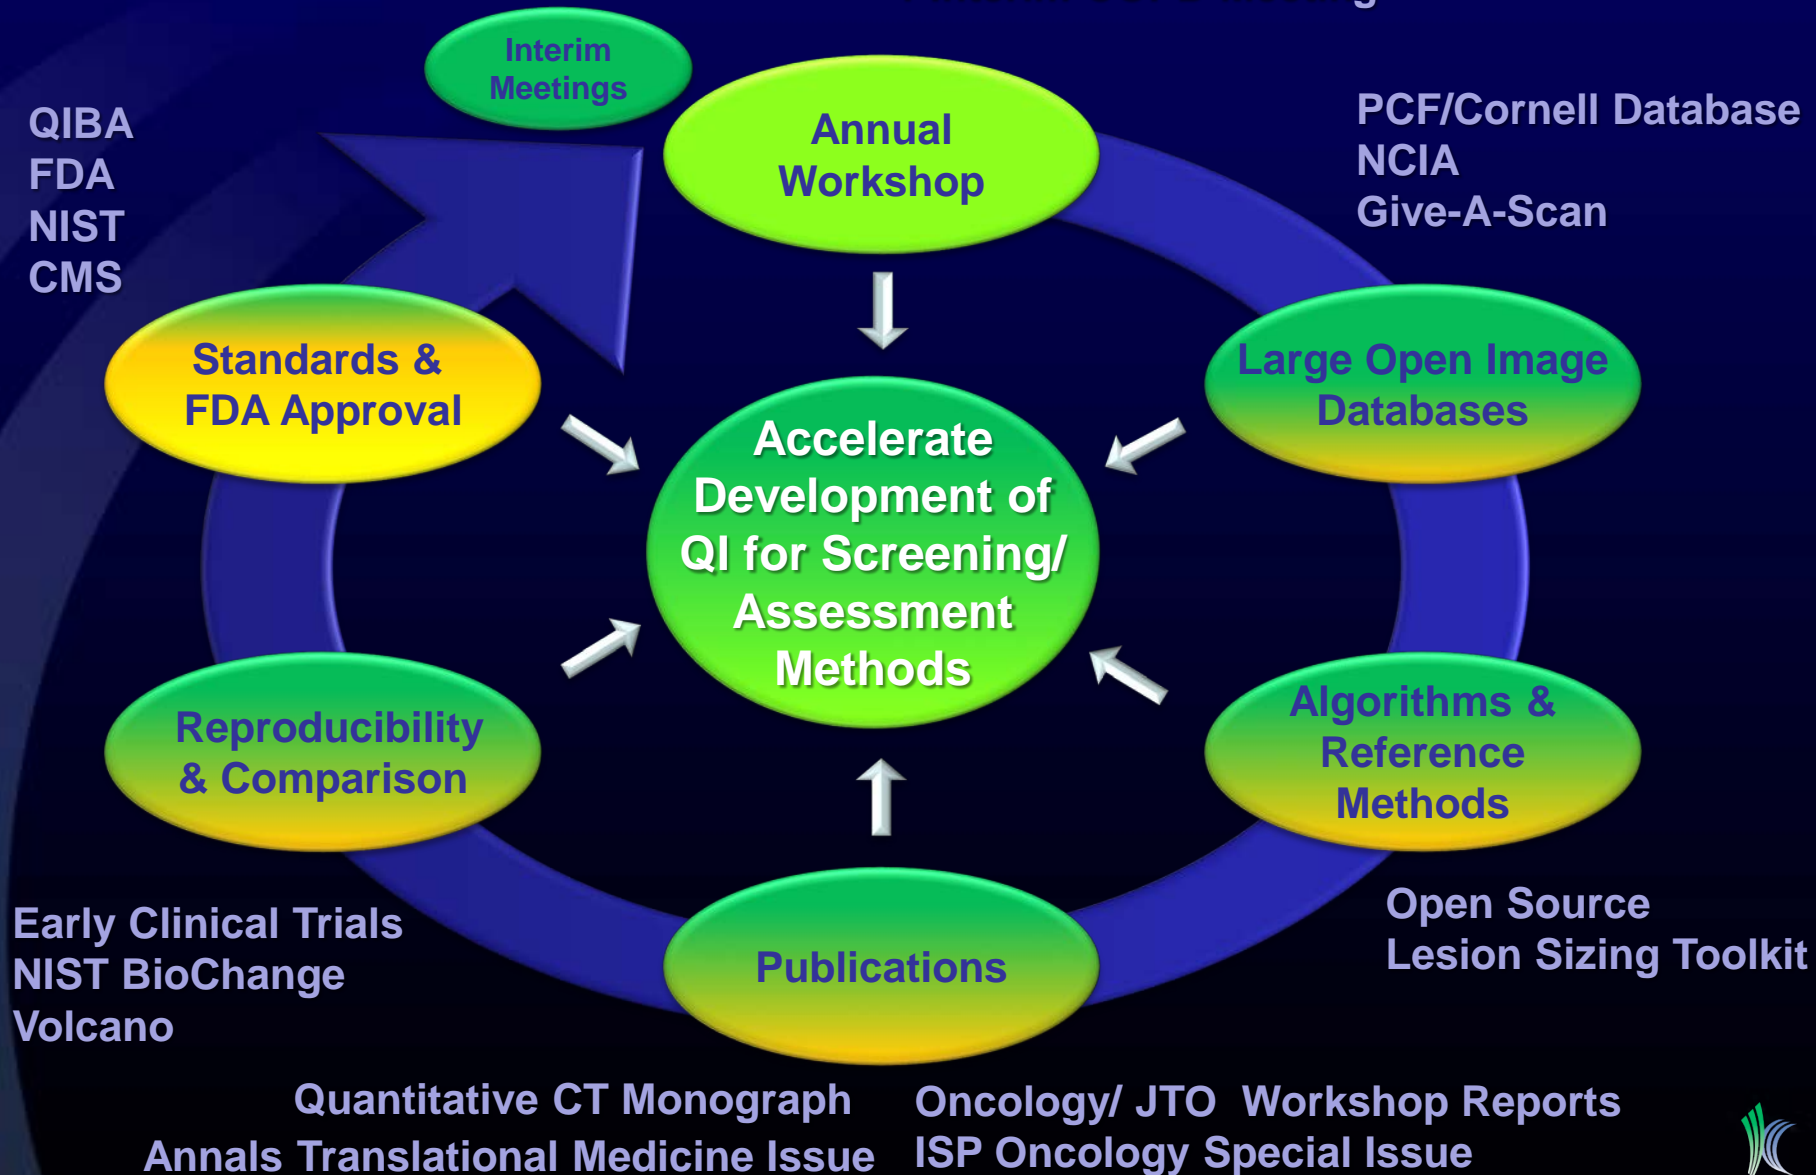 Interim
Meetings
Annual
Workshop
QIBA
FDA
NIST
CMS
PCF/Cornell Database
NCIA
Give-A-Scan
Standards &
FDA Approval
Large Open Image
Databases
Accelerate
Development of
QI for Screening/
Assessment
Methods
Reproducibility
& Comparison
Algorithms &
Reference
Methods
Early Clinical Trials
NIST BioChange
Volcano
Publications
Open Source
Lesion Sizing Toolkit
Quantitative CT Monograph
Annals Translational Medicine Issue
Oncology/ JTO Workshop Reports
ISP Oncology Special Issue